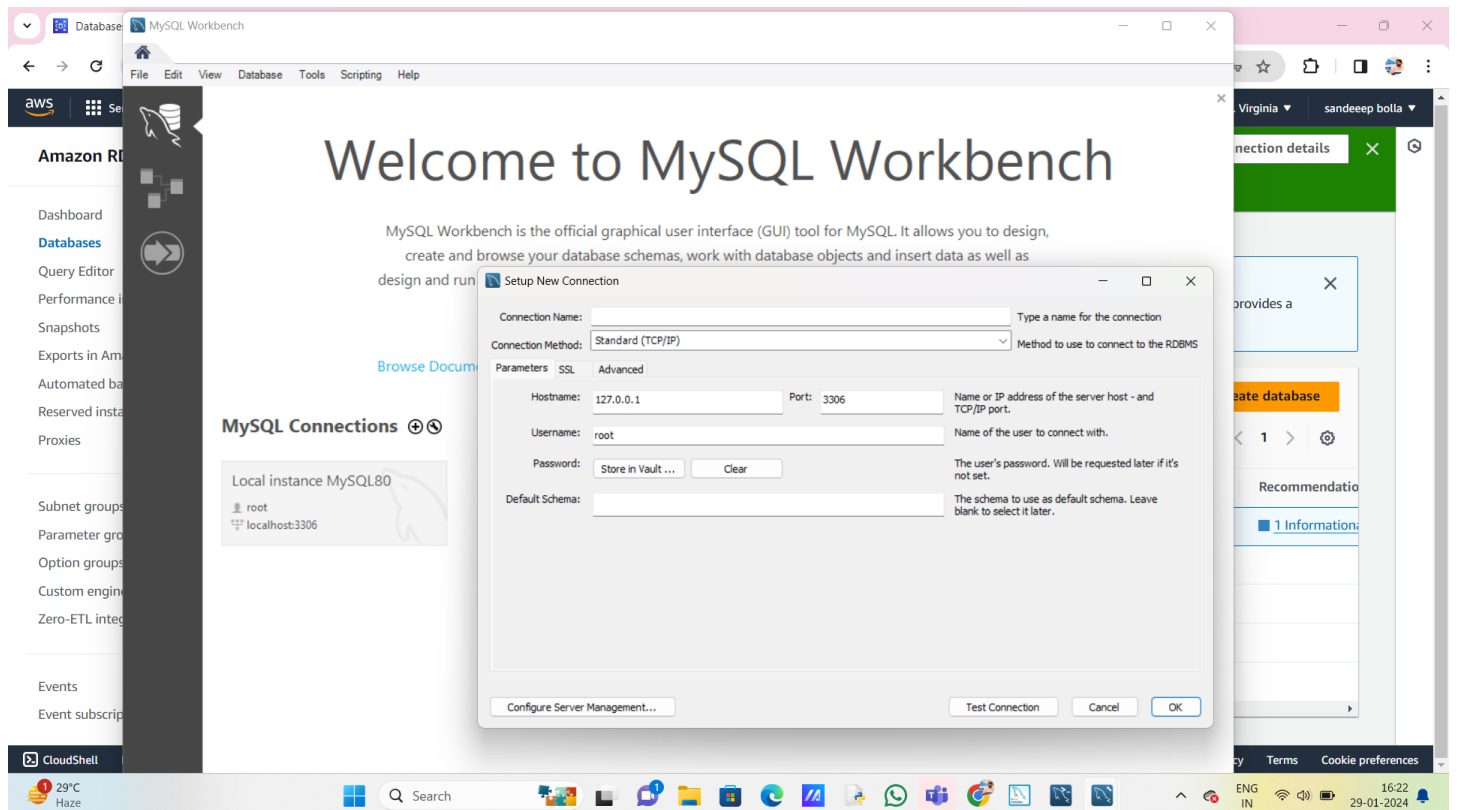 Database
MySQL Workbench
File Edit View Database Tools Scripting Help
aws
Se
Virginia
sandeeep bolla
Amazon RD
nection details
Dashboard
Databases
Query Editor
Performance i
Snapshots
Exports in Ama
Automated ba
Reserved insta
Proxies
Subnet groups
Parameter gro
Option groups
Custom engin
Zero-ETL integ
Events
Event subscrip
Welcome to MySQL Workbench
MySQL Workbench is the official graphical user interface (GUI) tool for MySQL. It allows you to design,
create and browse your database schemas, work with database objects and insert data as well as
design and run
Browse Docum
MySQL Connections
Local instance MySQL80
root
localhost:3306
Setup New Connection
Connection Name: Type a name for the connection
Connection Method: Standard (TCP/IP) Method to use to connect to the RDBMS
Parameters SSL Advanced
Hostname: 127.0.0.1 Port: 3306 Name or IP address of the server host - and
TCP/IP port.
Username: root Name of the user to connect with.
Password: Store in Vault ... Clear The user's password. Will be requested later if it's
not set.
Default Schema: The schema to use as default schema. Leave
blank to select it later.
Configure Server Management... Test Connection Cancel OK
provides a
eate database
1
Recommendatio
1 Informationa
CloudShell
cy Terms Cookie preferences
1
29°C
Haze
Search
1
ENG
IN
16:22
29-01-2024